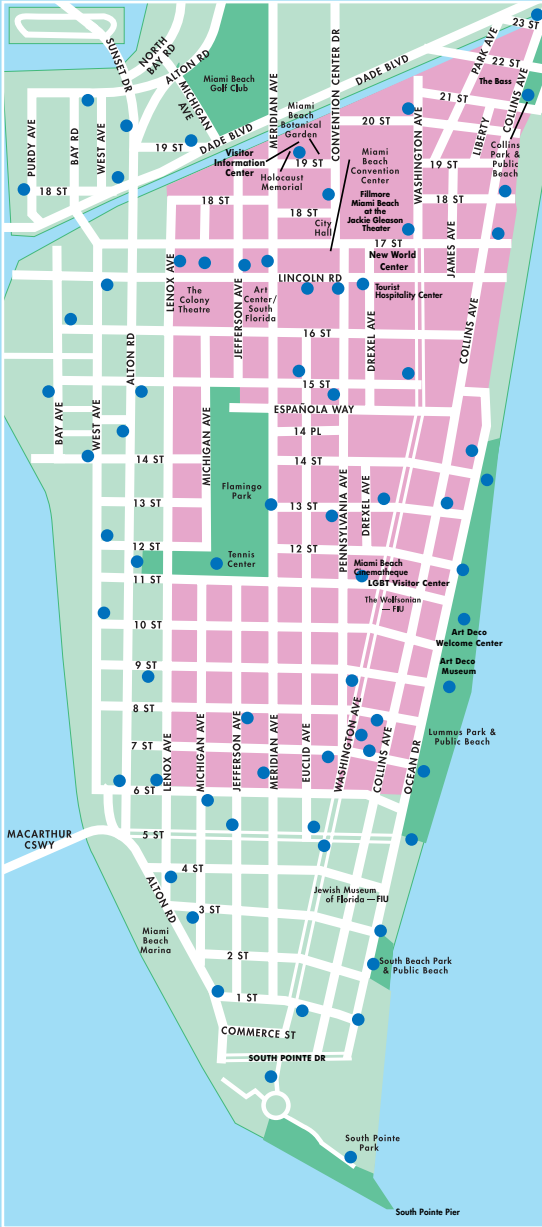 23 ST
PARK AVE
22 ST
The Bass
21 ST
COLLINS AVE
LIBERTY
SUNSET DR
NORTH
BAY RD
ALTON RD
MICHIGAN
AVE
Miami Beach
Golf Club
MERIDIAN AVE
CONVENTION CENTER DR
DADE BLVD
Miami
Beach
Botanical
Garden
20 ST
WASHINGTON AVE
Collins
Park &
Public
Beach
PURDY AVE
BAY RD
WEST AVE
19 ST
DADE BLVD
Visitor
Information
Center
19 ST
Holocaust
Memorial
Miami
Beach
Convention
Center
19 ST
18 ST
18 ST
18 ST
18 ST
Fillmore
Miami Beach
at the
Jackie Gleason
Theater
City
Hall
17 ST
New World
Center
JAMES AVE
LENOX AVE
LINCOLN RD
Tourist
Hospitality Center
The
Colony
Theatre
JEFFERSON AVE
Art
Center/
South
Florida
DREXEL AVE
COLLINS AVE
16 ST
ALTON RD
15 ST
BAY AVE
WEST AVE
MICHIGAN AVE
ESPAÑOLA WAY
14 PL
14 ST
14 ST
Flamingo
Park
PENNSYLVANIA AVE
DREXEL AVE
13 ST
13 ST
12 ST
12 ST
Tennis
Center
Miami Beach
Cinematheque
LGBT Visitor Center
11 ST
The Wolfsonian
— FIU
10 ST
Art Deco
Welcome Center
Art Deco
Museum
9 ST
8 ST
Lummus Park &
Public Beach
7 ST
LENOX AVE
MICHIGAN AVE
JEFFERSON AVE
MERIDIAN AVE
EUCLID AVE
WASHINGTON AVE
COLLINS AVE
OCEAN DR
6 ST
MACARTHUR
CSWY
5 ST
4 ST
ALTON RD
Jewish Museum
of Florida — FIU
3 ST
Miami
Beach
Marina
2 ST
South Beach Park
& Public Beach
1 ST
COMMERCE ST
SOUTH POINTE DR
South Pointe
Park
South Pointe Pier